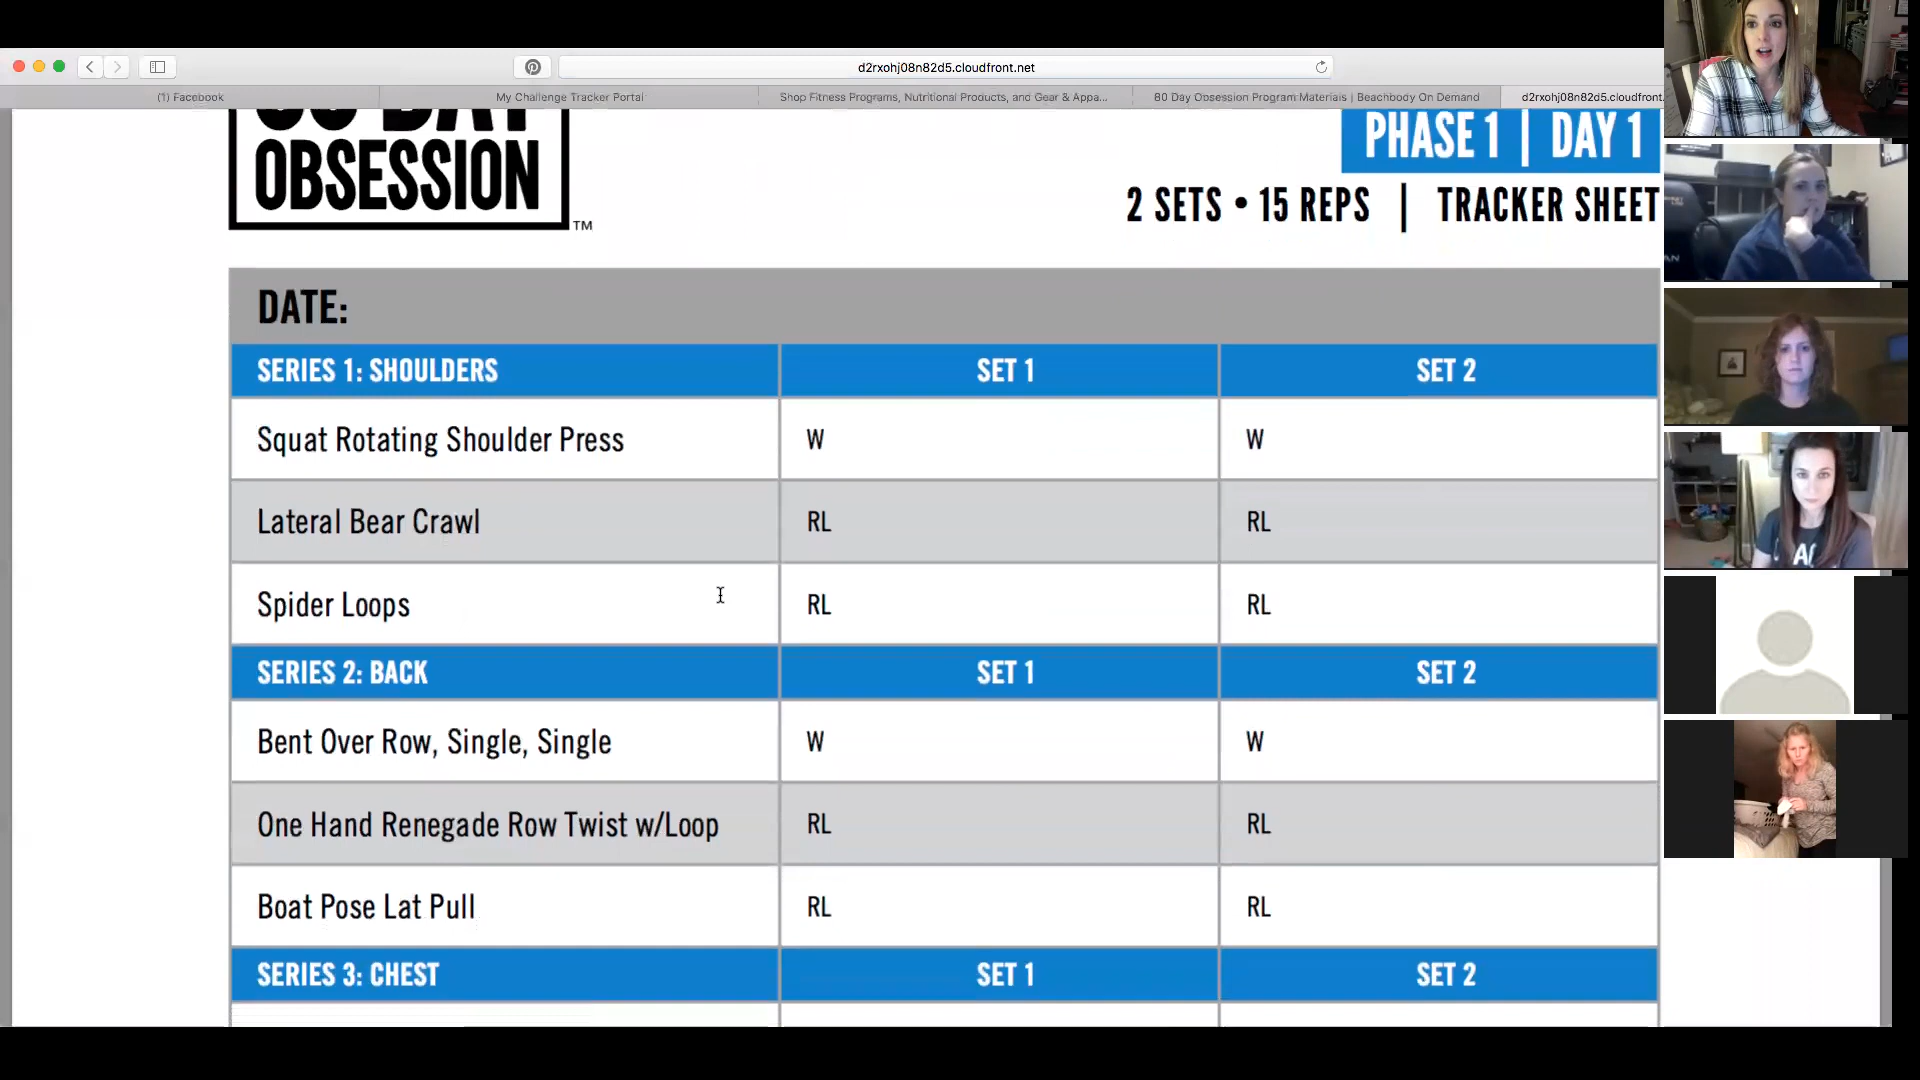 d2rxohj08n82d5.cloudfront.net
(1) Facebook
My Challenge Tracker Portal
Shop Fitness Programs, Nutritional Products, and Gear & Appa...
80 Day Obsession Program Materials | Beachbody On Demand
d2rxohj08n82d5.cloudfront.
OBSESSION
TM
PHASE 1 | DAY 1
2 SETS • 15 REPS | TRACKER SHEET
DATE:
SERIES 1: SHOULDERS SET 1 SET 2
Squat Rotating Shoulder Press W W
Lateral Bear Crawl RL RL
Spider Loops RL RL
SERIES 2: BACK SET 1 SET 2
Bent Over Row, Single, Single W W
One Hand Renegade Row Twist w/Loop RL RL
Boat Pose Lat Pull RL RL
SERIES 3: CHEST SET 1 SET 2